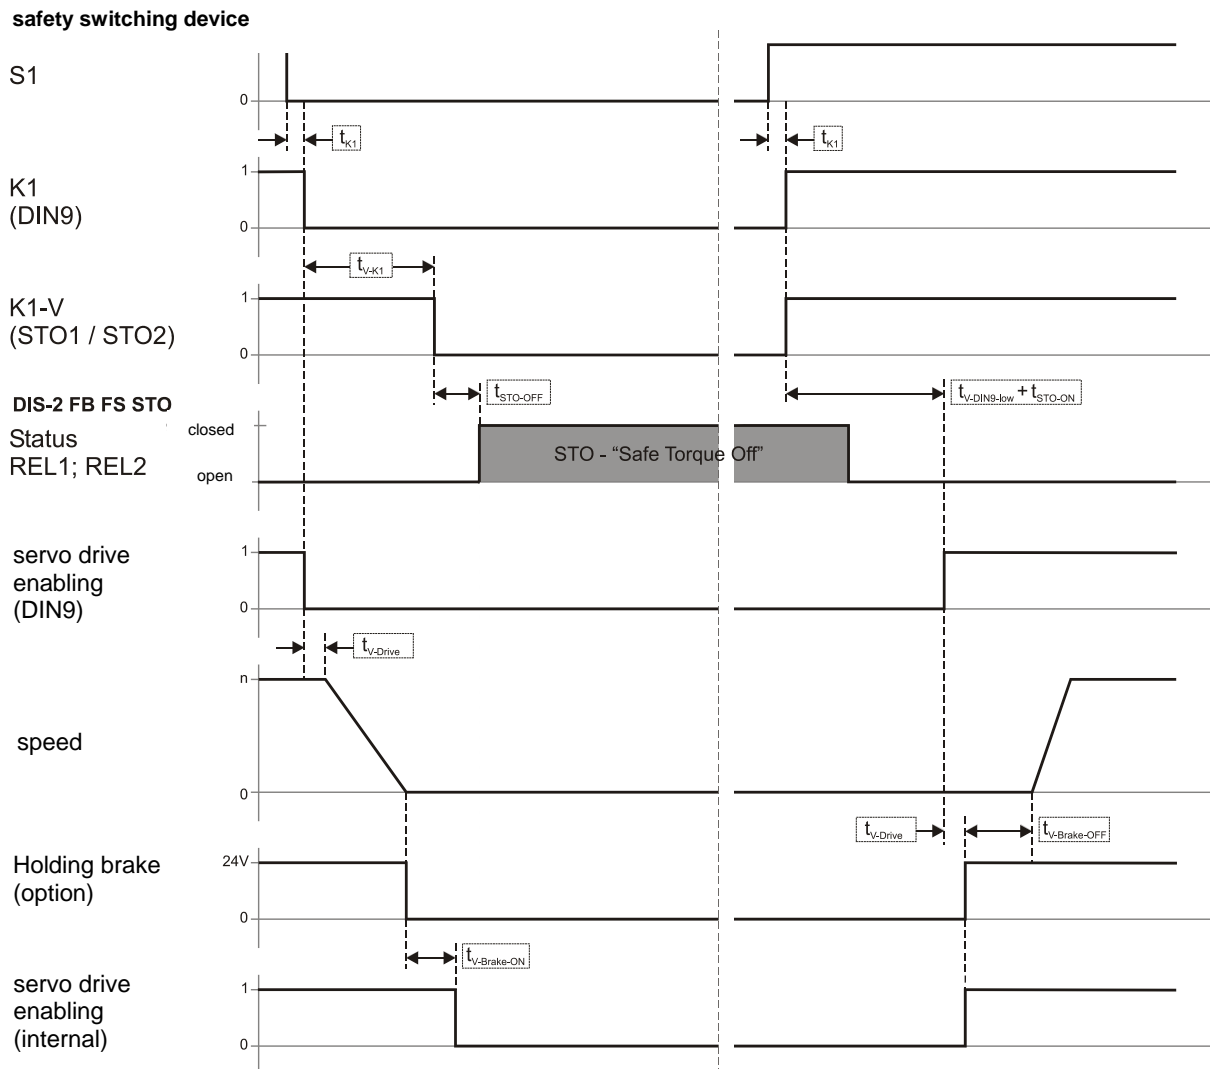 safety switching device
S1
0
tK1
tK1
K1
(DIN9)
1
0
tV-K1
K1-V
(STO1 / STO2)
1
0
tSTO-OFF
tV-DIN9-low + tSTO-ON
DIS-2 FB FS STO
Status
REL1; REL2
closed
open
STO - “Safe Torque Off”
servo drive
enabling
(DIN9)
1
0
tV-Drive
n
speed
0
tV-Drive
tV-Brake-OFF
Holding brake
(option)
24V
0
tV-Brake-ON
servo drive
enabling
(internal)
1
0